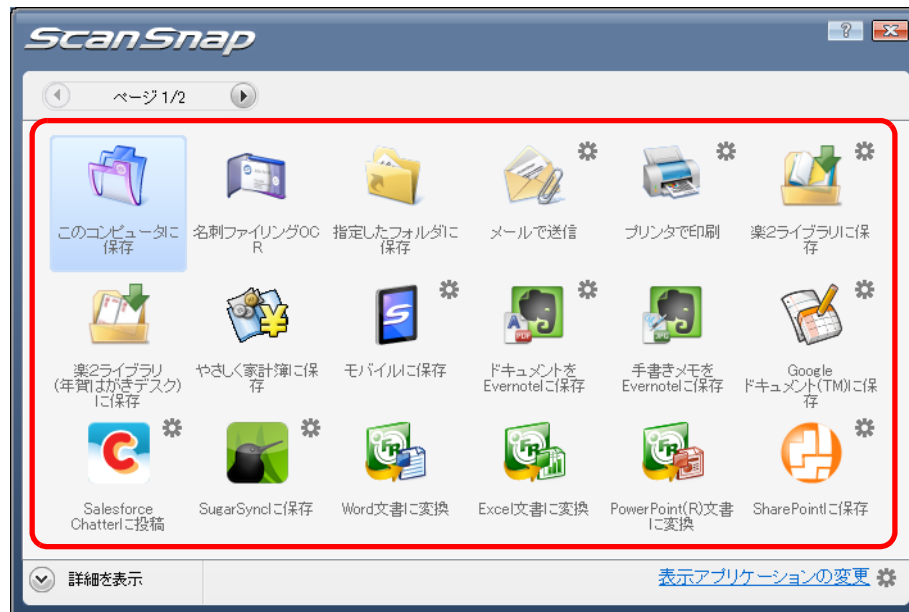 ScanSnap
ページ 1/2
このコンピュータに
保存
名刺ファイリングOC
R
指定したフォルダに
保存
メールで送信
プリンタで印刷
楽2ライブラリに保
存
楽2ライブラリ
(年賀はがきデスク)
に保存
やさしく家計簿に保
存
モバイルに保存
ドキュメントを
Evernoteに保存
手書きメモを
Evernoteに保存
Google
ドキュメント(TM)に保
存
Salesforce
Chatterに投稿
SugarSyncに保存
Word文書に変換
Excel文書に変換
PowerPoint(R)文書
に変換
SharePointに保存
詳細を表示
表示アプリケーションの変更